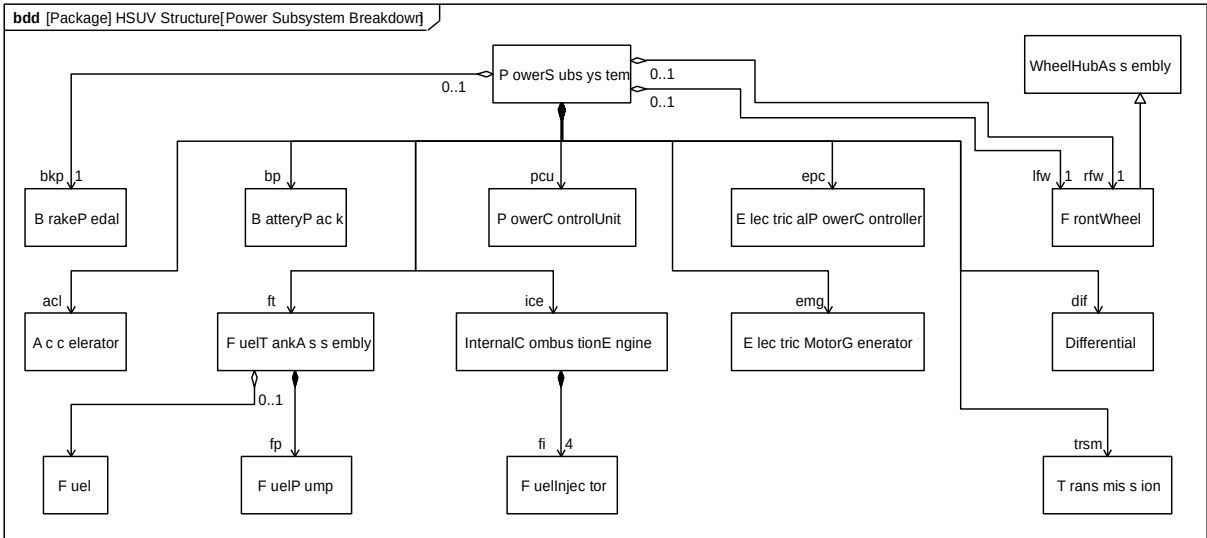 bdd [Package] HSUV Structure[Power Subsystem Breakdown]
PowerSubsystem
WheelHubAssembly
0..1
0..1
0..1
bkp 1
bp
pcu
epc
lfw 1
rfw 1
BrakePedal
BatteryPack
PowerControlUnit
ElectricalPowerController
FrontWheel
acl
ft
ice
emg
dif
Accelerator
FuelTankAssembly
InternalCombustionEngine
ElectricMotorGenerator
Differential
0..1
fp
fi 4
trsm
Fuel
FuelPump
FuelInjector
Transmission